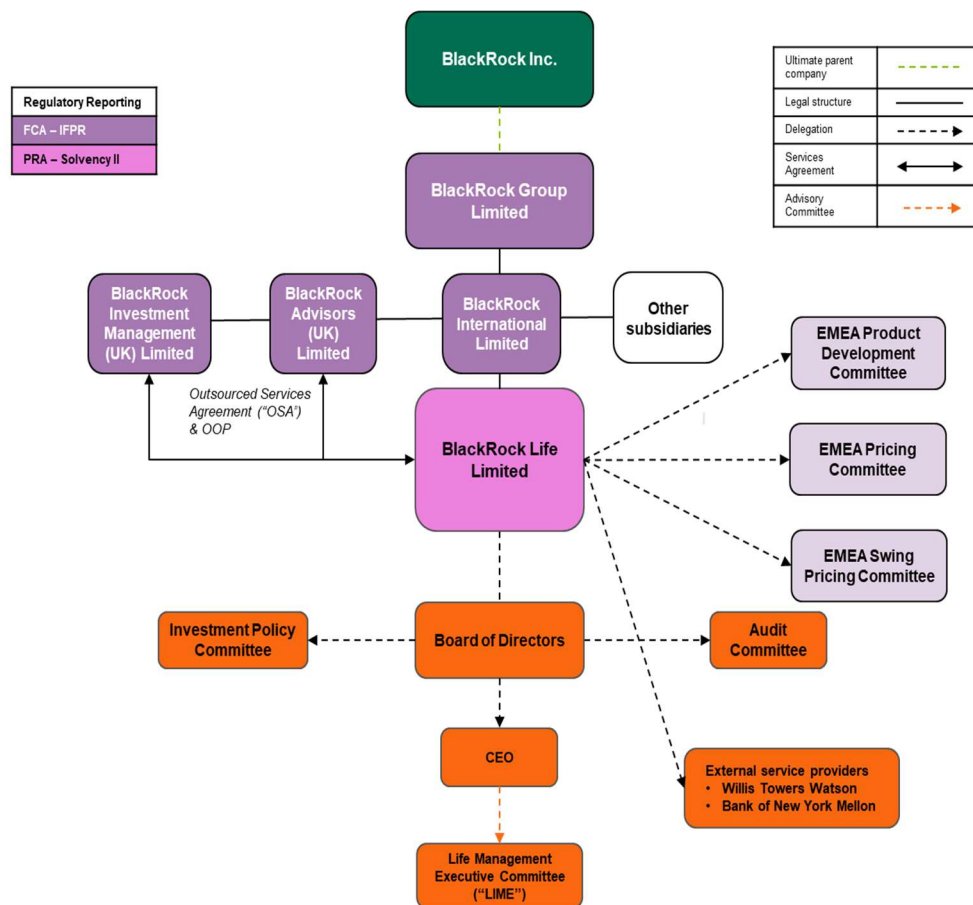 BlackRock Inc.
Regulatory Reporting
FCA – IFPR
PRA – Solvency II
Ultimate parent
company
Legal structure
Delegation
Services
Agreement
Advisory
Committee
BlackRock Group
Limited
BlackRock
Investment
Management
(UK) Limited
BlackRock
Advisors
(UK)
Limited
BlackRock
International
Limited
Other
subsidiaries
EMEA Product
Development
Committee
Outsourced Services
Agreement (“OSA”)
& OOP
BlackRock Life
Limited
EMEA Pricing
Committee
EMEA Swing
Pricing Committee
Investment Policy
Committee
Board of Directors
Audit
Committee
CEO
External service providers
• Willis Towers Watson
• Bank of New York Mellon
Life Management
Executive Committee
(“LIME”)